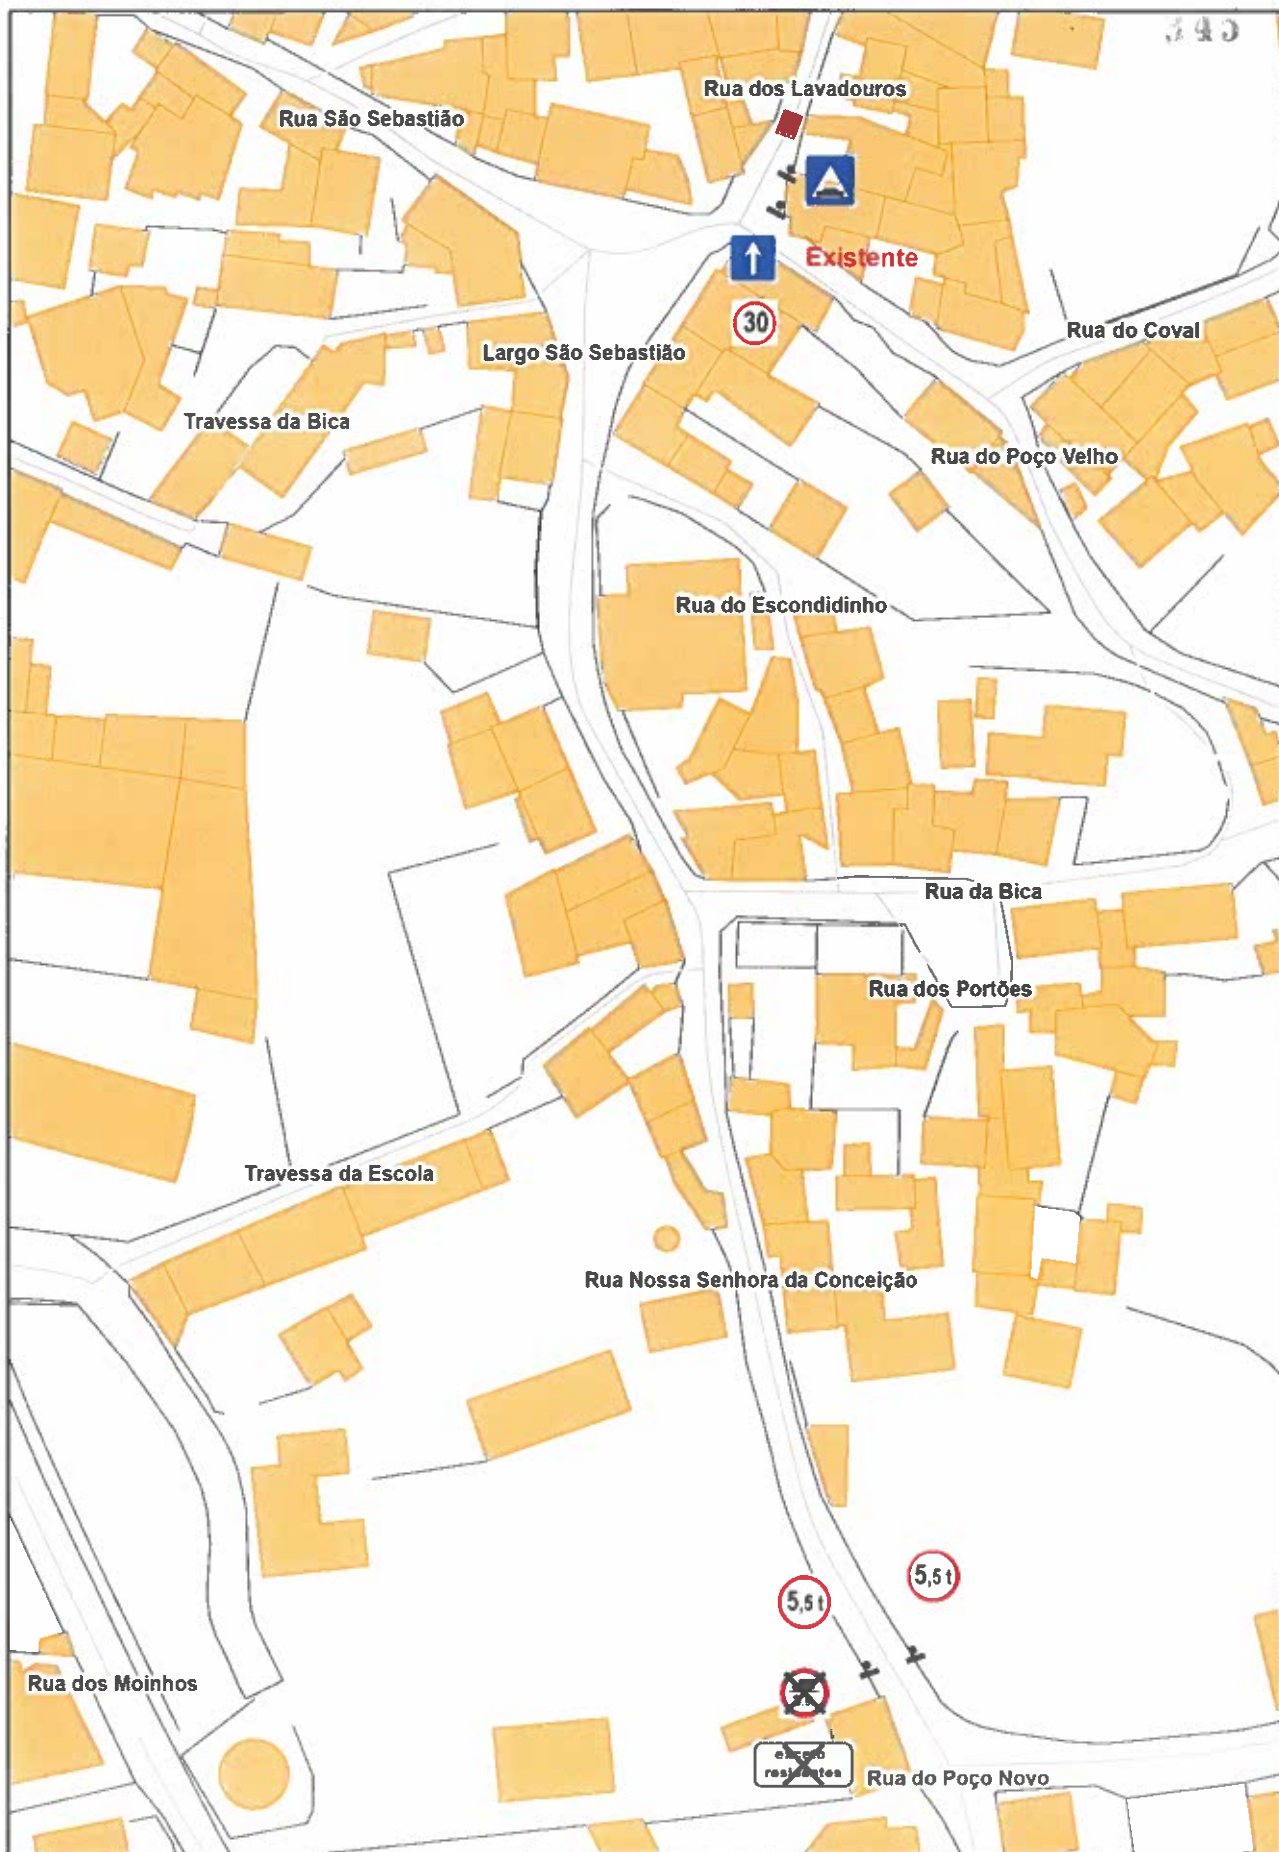 Rua dos Lavadouros
Rua São Sebastião
Existente
30
Rua do Coval
Largo São Sebastião
Travessa da Bica
Rua do Poço Velho
Rua do Escondidinho
Rua da Bica
Rua dos Portões
Travessa da Escola
Rua Nossa Senhora da Conceição
5,5 t
5,5 t
Rua dos Moinhos
exceto
residentes
Rua do Poço Novo